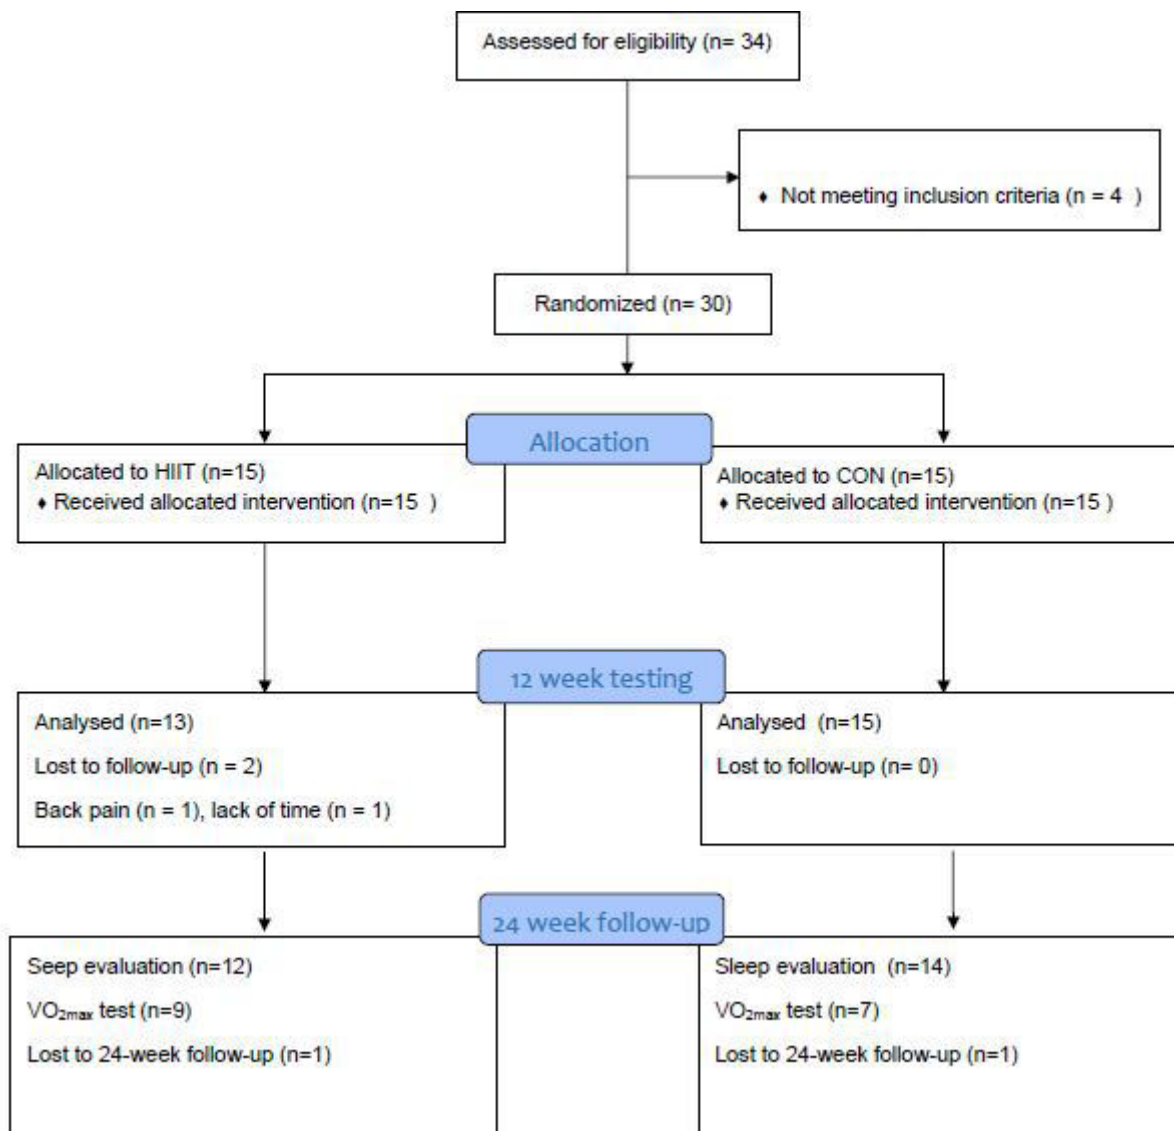 Assessed for eligibility (n= 34)
♦ Not meeting inclusion criteria (n = 4 )
Randomized (n= 30)
Allocation
Allocated to HIIT (n=15)
♦ Received allocated intervention (n=15 )
Allocated to CON (n=15)
♦ Received allocated intervention (n=15 )
12 week testing
Analysed (n=13)
Lost to follow-up (n = 2)
Back pain (n = 1), lack of time (n = 1)
Analysed (n=15)
Lost to follow-up (n= 0)
24 week follow-up
Seep evaluation (n=12)
VO₂max test (n=9)
Lost to 24-week follow-up (n=1)
Sleep evaluation (n=14)
VO₂max test (n=7)
Lost to 24-week follow-up (n=1)